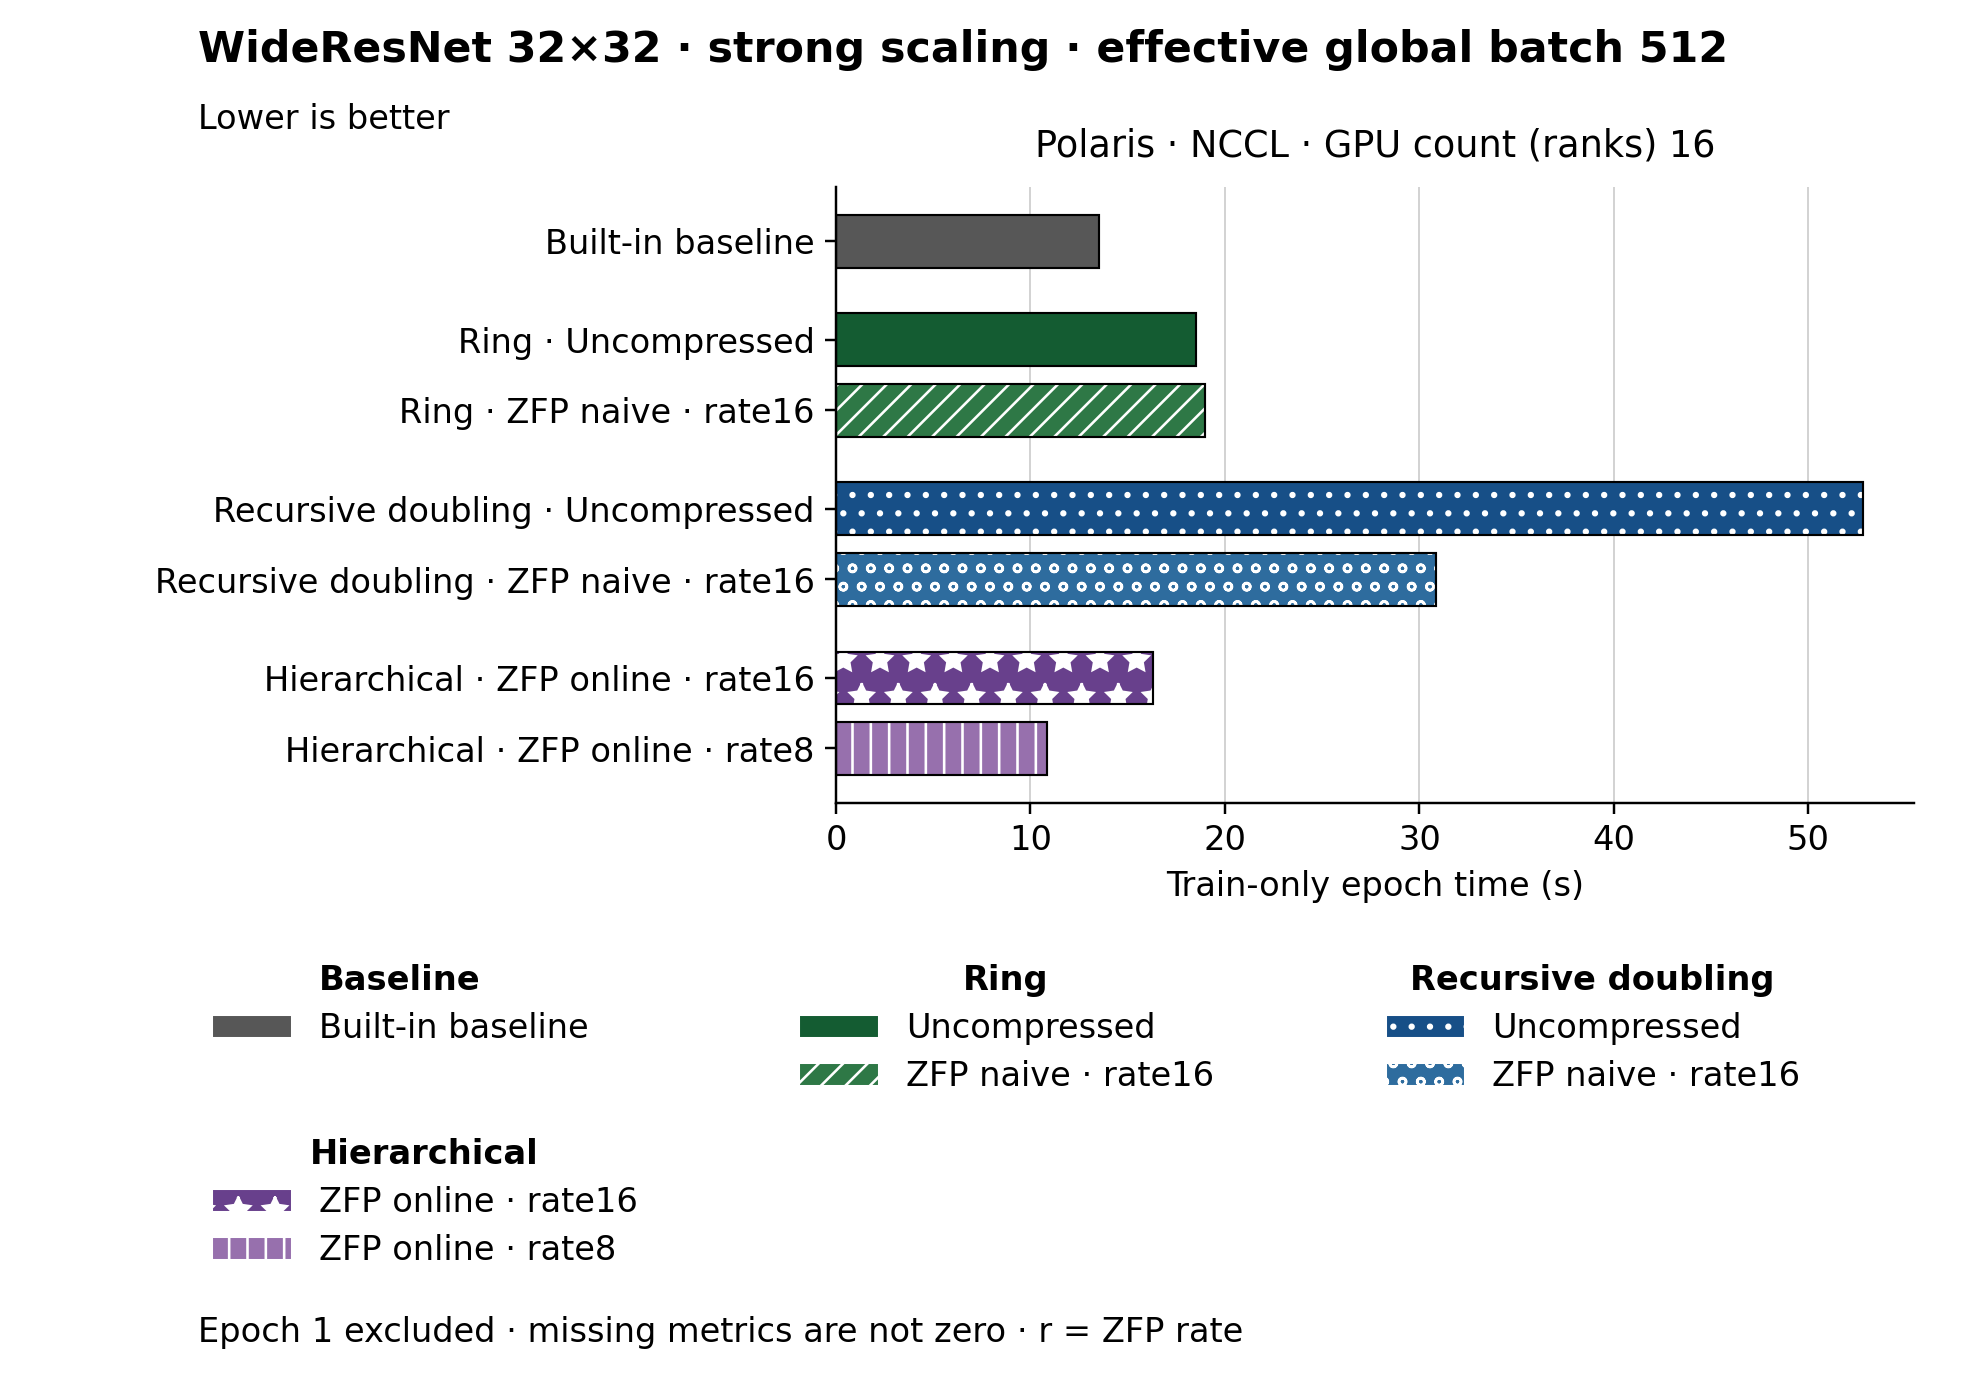 WideResNet 32×32 · strong scaling · effective global batch 512
Lower is better
Polaris · NCCL · GPU count (ranks) 16
Built-in baseline
Ring · Uncompressed
Ring · ZFP naive · rate16
Recursive doubling · Uncompressed
Recursive doubling · ZFP naive · rate16
Hierarchical · ZFP online · rate16
Hierarchical · ZFP online · rate8
0 10 20 30 40 50
Train-only epoch time (s)
Baseline
Built-in baseline
Ring
Uncompressed
ZFP naive · rate16
Recursive doubling
Uncompressed
ZFP naive · rate16
Hierarchical
ZFP online · rate16
ZFP online · rate8
Epoch 1 excluded · missing metrics are not zero · r = ZFP rate